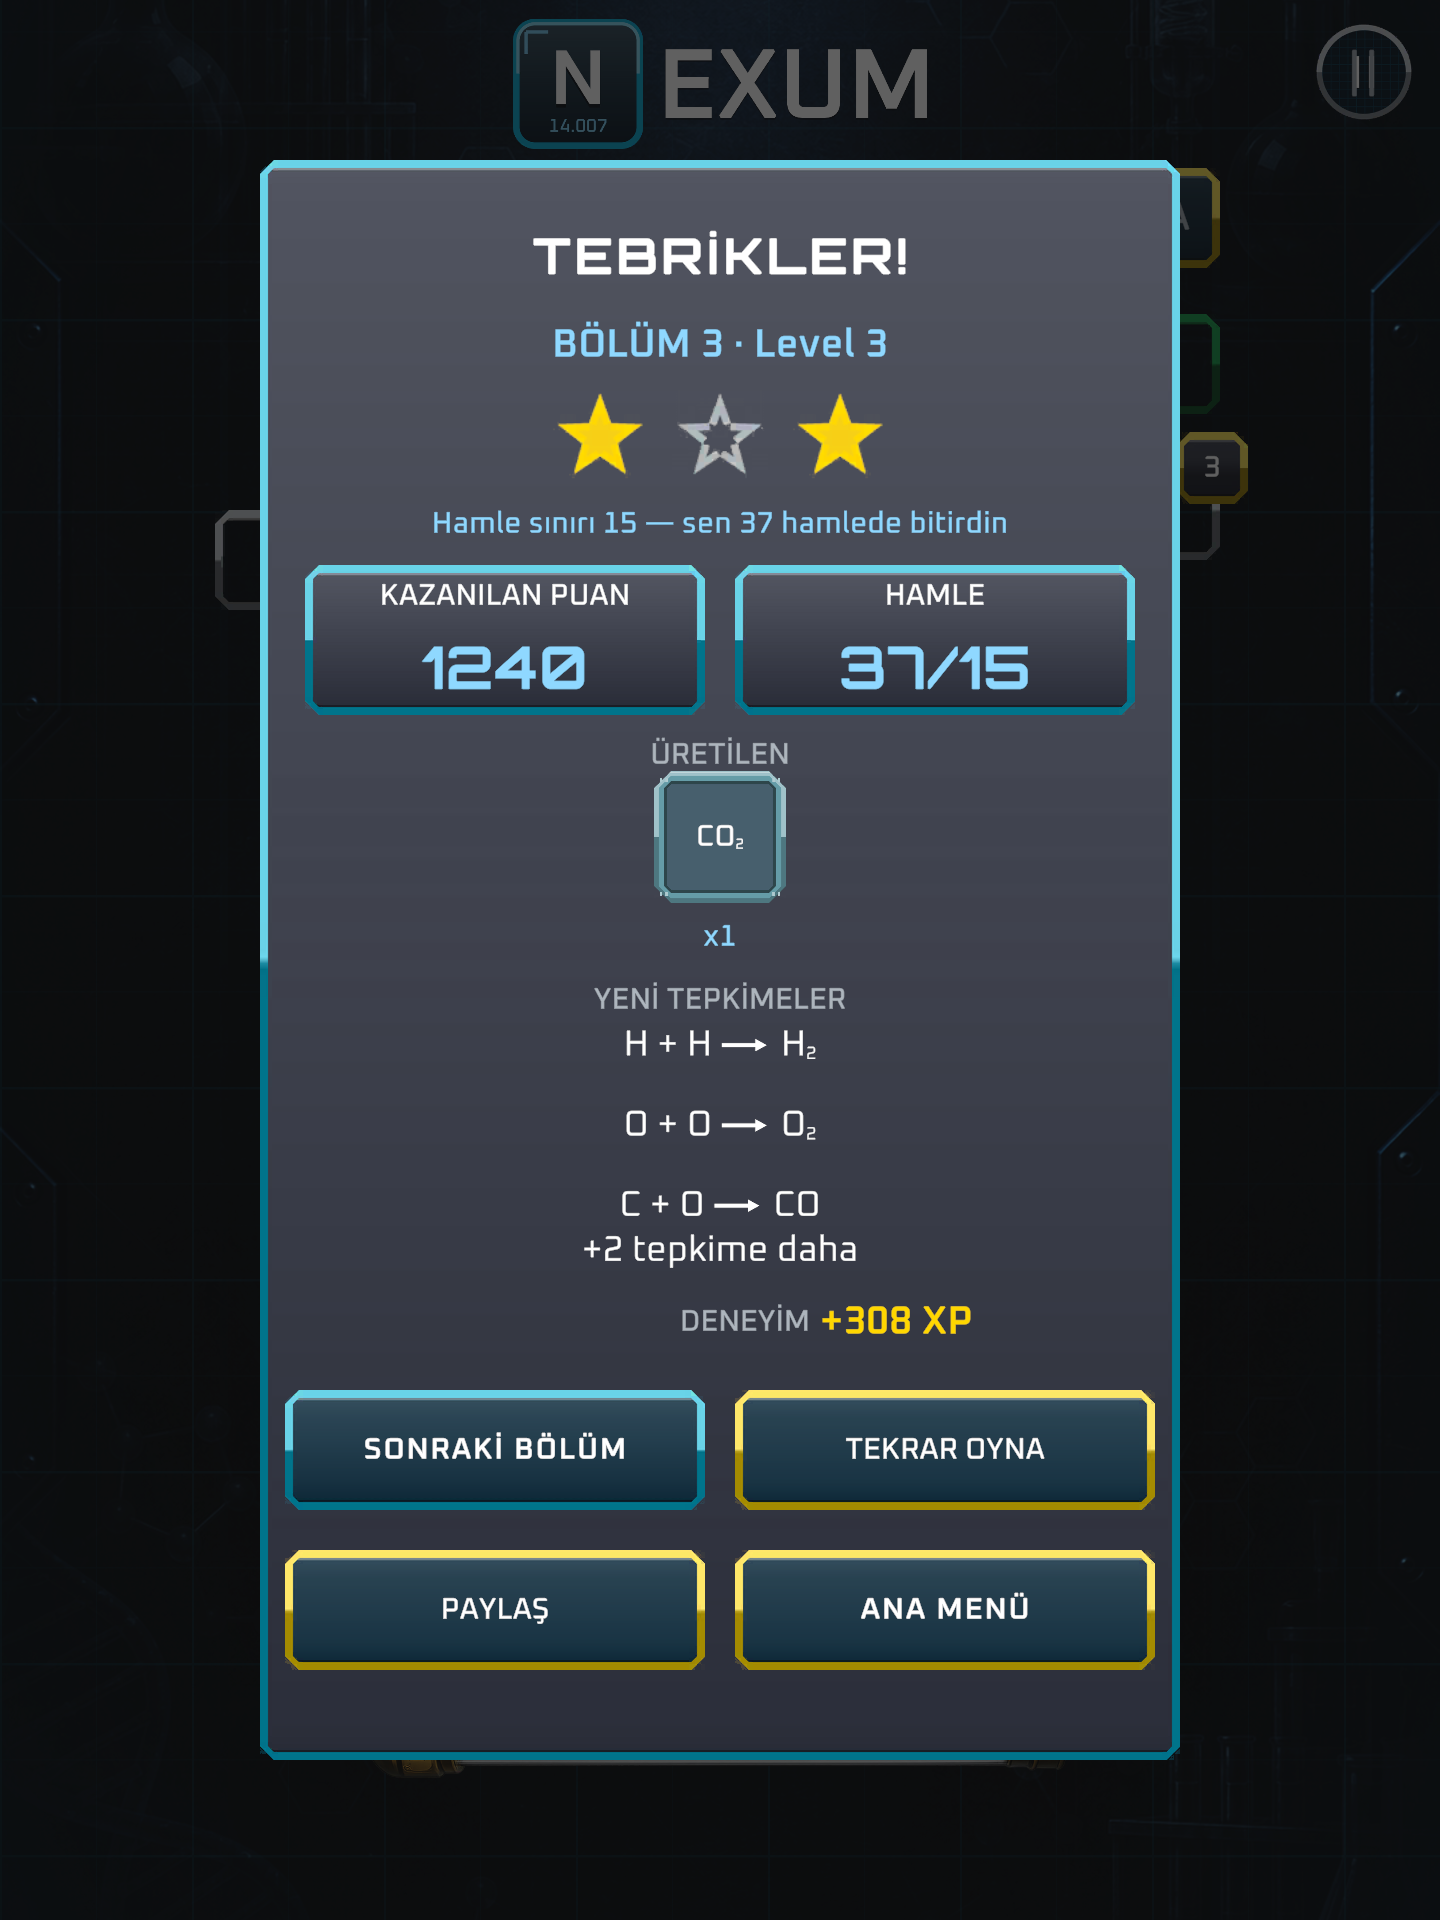 N EXUM
14.007
A
3
TEBRİKLER!
BÖLÜM 3 · Level 3
Hamle sınırı 15 — sen 37 hamlede bitirdin
KAZANILAN PUAN
1240
HAMLE
37/15
ÜRETİLEN
CO₂
x1
YENİ TEPKİMELER
H + H ⟶ H₂
O + O ⟶ O₂
C + O ⟶ CO
+2 tepkime daha
DENEYİM +308 XP
SONRAKİ BÖLÜM
TEKRAR OYNA
PAYLAŞ
ANA MENÜ